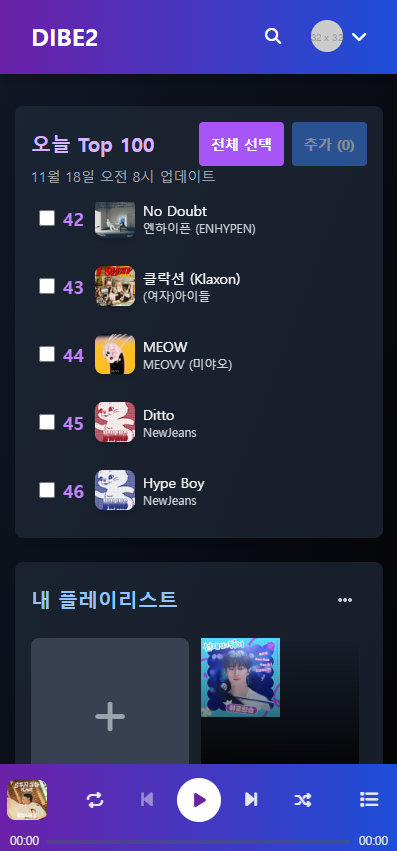 DIBE2
32 x 32
오늘 Top 100
전체 선택
추가 (0)
11월 18일 오전 8시 업데이트
42
No Doubt
엔하이픈 (ENHYPEN)
43
클락션 (Klaxon)
(여자)아이들
44
MEOW
MEOVV (미야오)
45
Ditto
NewJeans
46
Hype Boy
NewJeans
내 플레이리스트
00:00
00:00